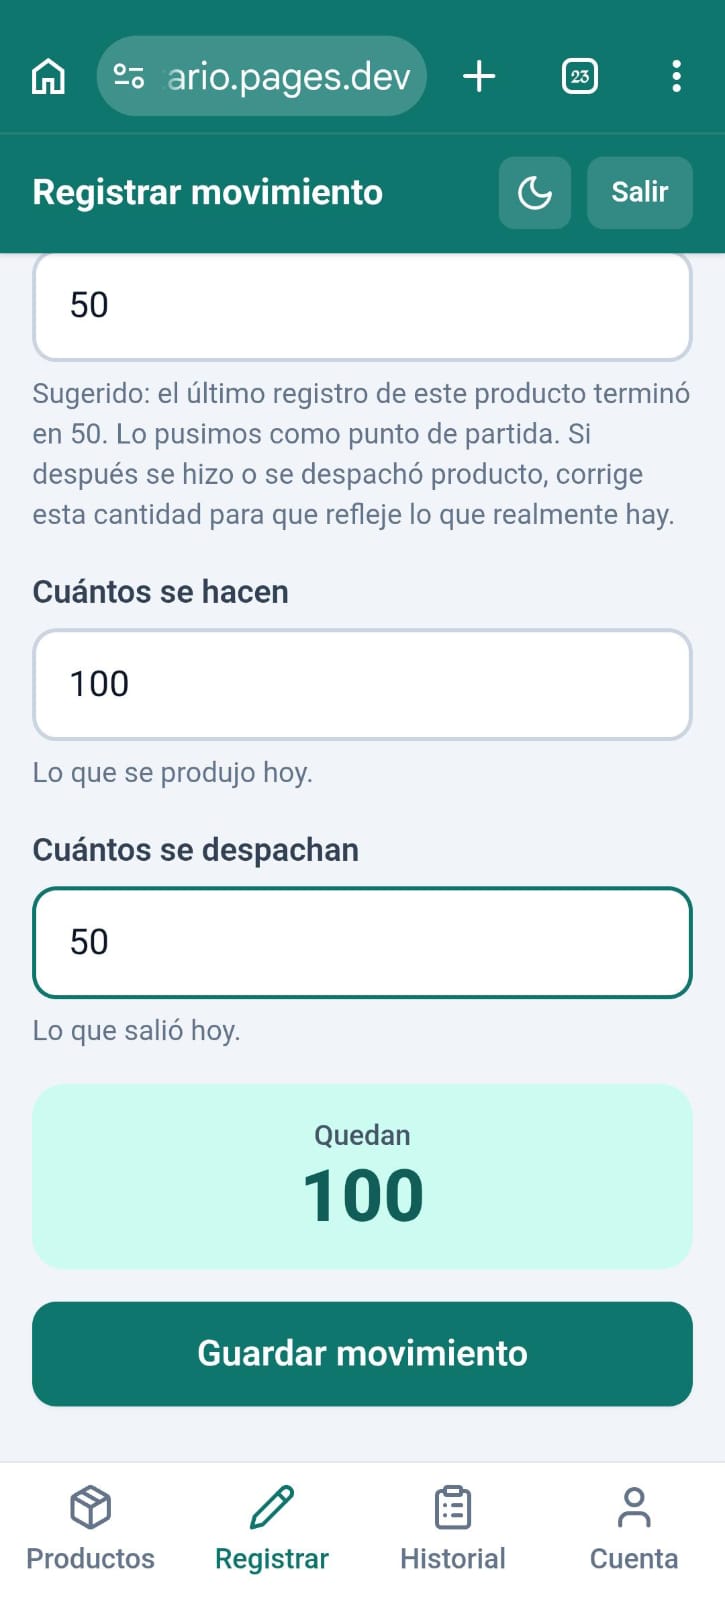 ario.pages.dev
23
Registrar movimiento
Salir
50
Sugerido: el último registro de este producto terminó
en 50. Lo pusimos como punto de partida. Si
después se hizo o se despachó producto, corrige
esta cantidad para que refleje lo que realmente hay.
Cuántos se hacen
100
Lo que se produjo hoy.
Cuántos se despachan
50
Lo que salió hoy.
Quedan
100
Guardar movimiento
Productos
Registrar
Historial
Cuenta